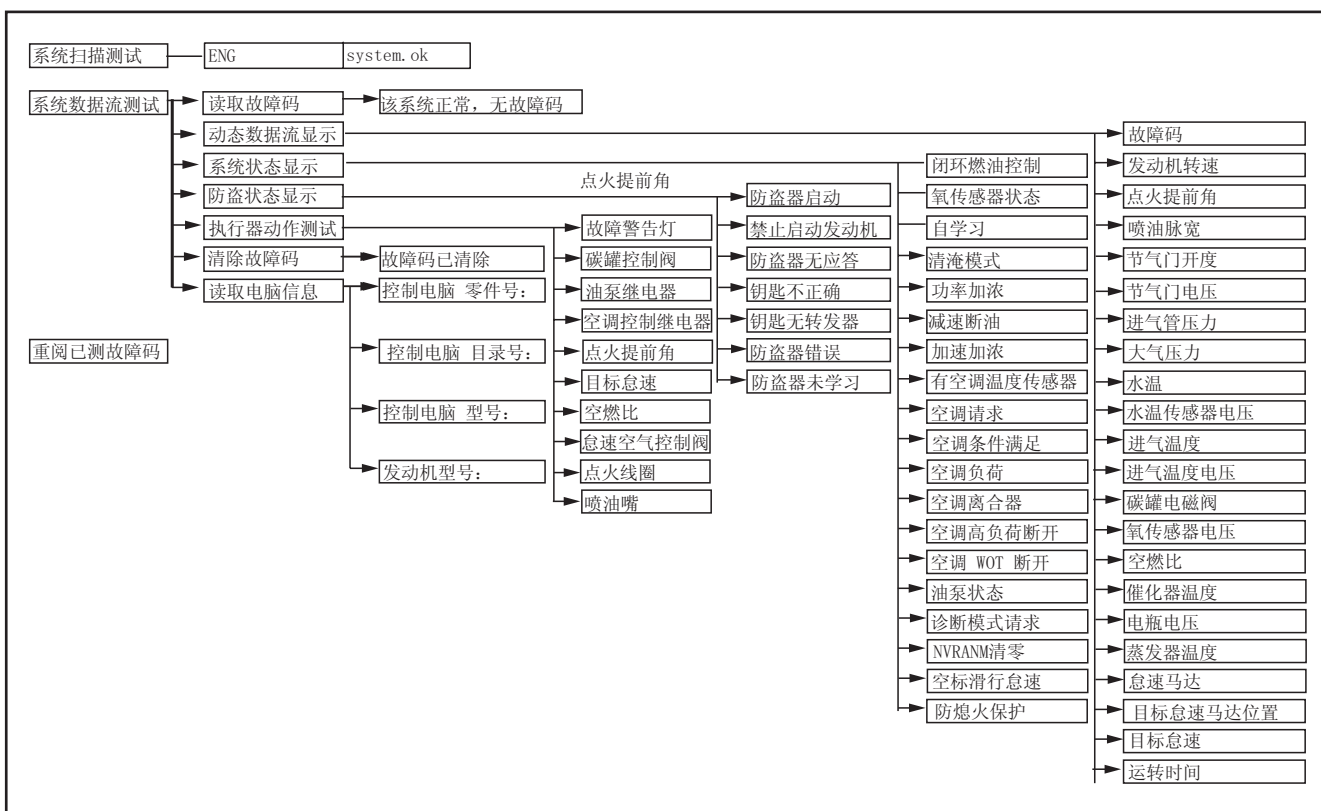 系统扫描测试
ENG
system.ok
系统数据流测试
读取故障码
该系统正常，无故障码
动态数据流显示
系统状态显示
防盗状态显示
执行器动作测试
清除故障码
故障码已清除
读取电脑信息
控制电脑 零件号：
控制电脑 目录号：
控制电脑 型号：
发动机型号：
重阅已测故障码
故障警告灯
碳罐控制阀
油泵继电器
空调控制继电器
点火提前角
目标怠速
空燃比
怠速空气控制阀
点火线圈
喷油嘴
点火提前角
防盗器启动
禁止启动发动机
防盗器无应答
钥匙不正确
钥匙无转发器
防盗器错误
防盗器未学习
闭环燃油控制
氧传感器状态
自学习
清淹模式
功率加浓
减速断油
加速加浓
有空调温度传感器
空调请求
空调条件满足
空调负荷
空调离合器
空调高负荷断开
空调 WOT 断开
油泵状态
诊断模式请求
NVRANM清零
空标滑行怠速
防熄火保护
故障码
发动机转速
点火提前角
喷油脉宽
节气门开度
节气门电压
进气管压力
大气压力
水温
水温传感器电压
进气温度
进气温度电压
碳罐电磁阀
氧传感器电压
空燃比
催化器温度
电瓶电压
蒸发器温度
怠速马达
目标怠速马达位置
目标怠速
运转时间